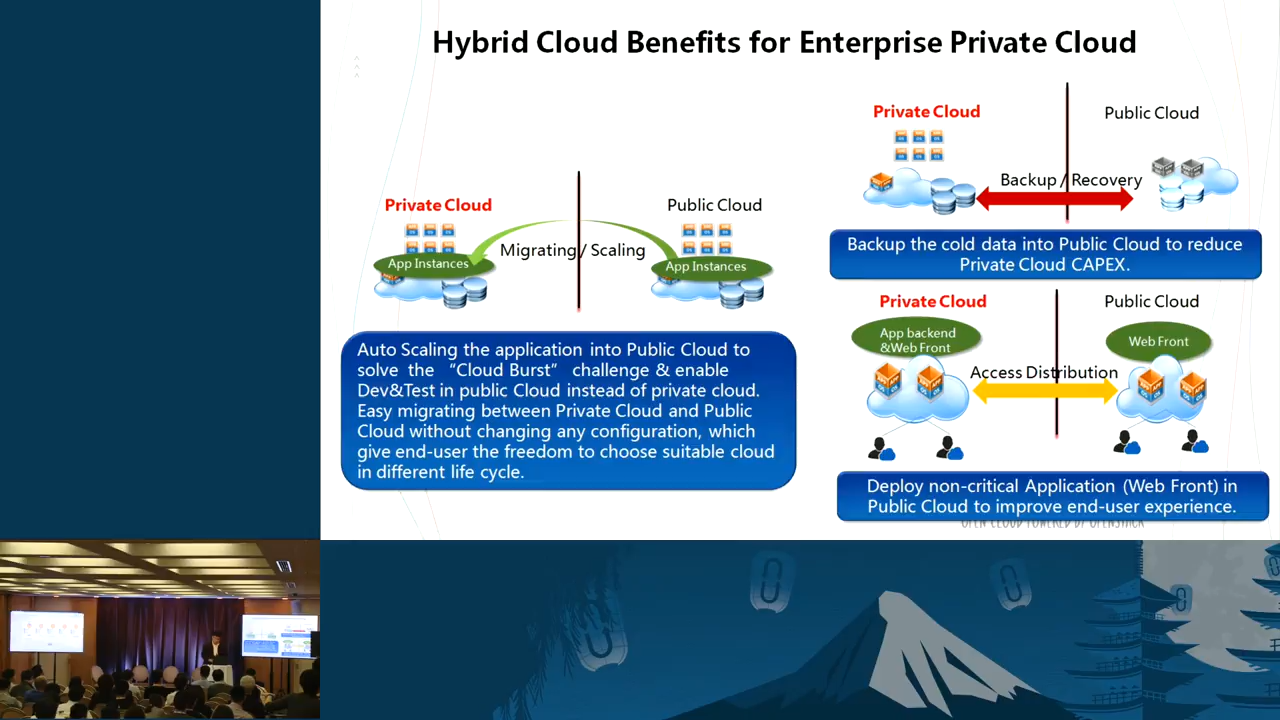 Hybrid Cloud Benefits for Enterprise Private Cloud
Private Cloud
Public Cloud
App Instances
Migrating / Scaling
App Instances
Auto Scaling the application into Public Cloud to
solve the “Cloud Burst” challenge & enable
Dev&Test in public Cloud instead of private cloud.
Easy migrating between Private Cloud and Public
Cloud without changing any configuration, which
give end-user the freedom to choose suitable cloud
in different life cycle.
Private Cloud
Public Cloud
Backup / Recovery
Backup the cold data into Public Cloud to reduce
Private Cloud CAPEX.
Private Cloud
Public Cloud
App backend
&Web Front
Web Front
Access Distribution
Deploy non-critical Application (Web Front) in
Public Cloud to improve end-user experience.
OPEN CLOUD POWERED BY OPENSTACK